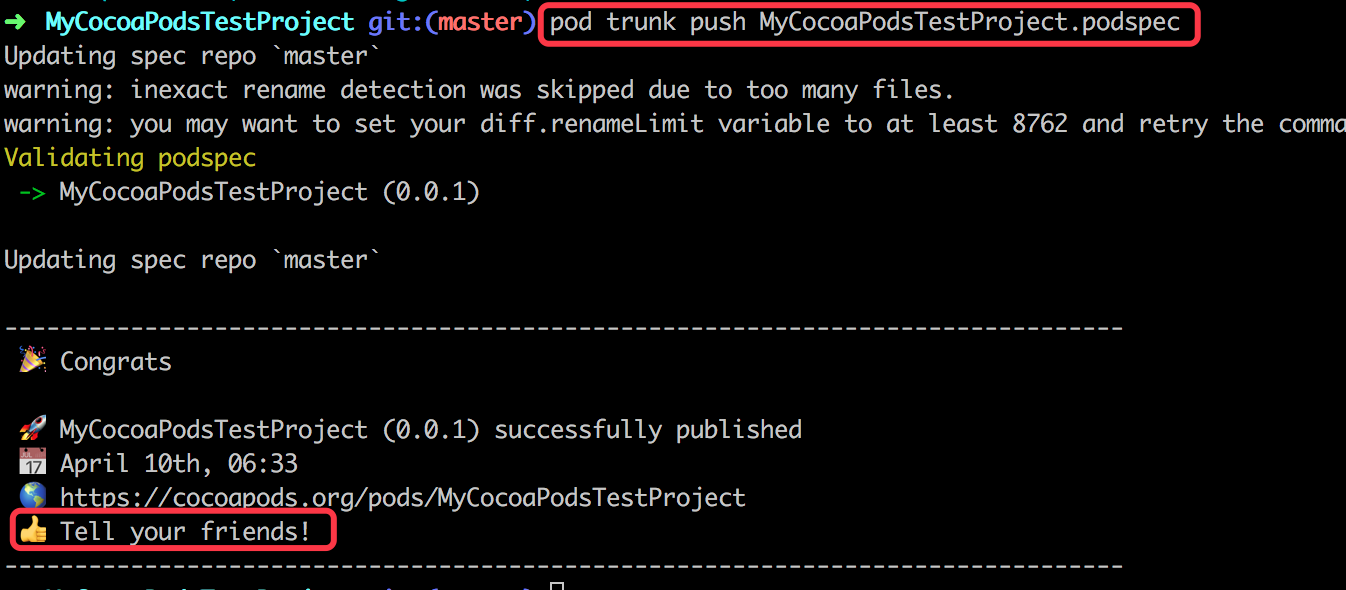 ➜ MyCocoaPodsTestProject git:(master) pod trunk push MyCocoaPodsTestProject.podspec
Updating spec repo `master`
warning: inexact rename detection was skipped due to too many files.
warning: you may want to set your diff.renameLimit variable to at least 8762 and retry the comma
Validating podspec
-> MyCocoaPodsTestProject (0.0.1)
Updating spec repo `master`
--------------------------------------------------------------------------------
🎉 Congrats
🚀 MyCocoaPodsTestProject (0.0.1) successfully published
📅 April 10th, 06:33
🌎 https://cocoapods.org/pods/MyCocoaPodsTestProject
👍 Tell your friends!
--------------------------------------------------------------------------------